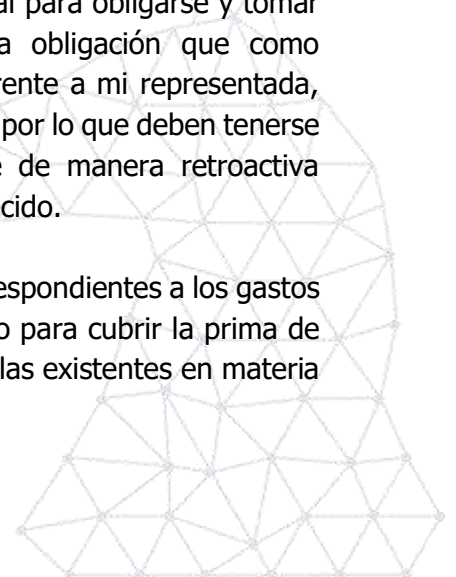 al para obligarse y tomar
a obligación que como
rente a mi representada,
por lo que deben tenerse
de manera retroactiva
cido.
espondientes a los gastos
o para cubrir la prima de
las existentes en materia